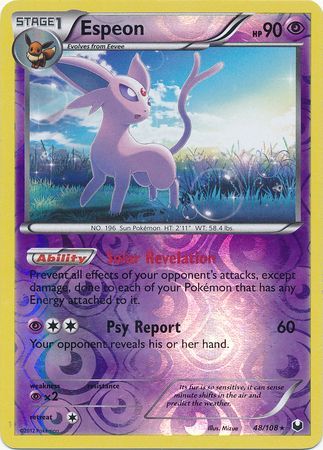 STAGE 1
Espeon
HP 90
Evolves from Eevee
NO. 196 Sun Pokémon HT: 2'11" WT: 58.4 lbs.
Ability Solar Revelation
Prevent all effects of your opponent's attacks, except
damage, done to each of your Pokémon that has any
Energy attached to it.
Psy Report 60
Your opponent reveals his or her hand.
weakness resistance
×2
retreat
Its fur is so sensitive, it can sense
minute shifts in the air and
predict the weather.
©2012 Pokémon
Illus. Mizue
48/108 ★